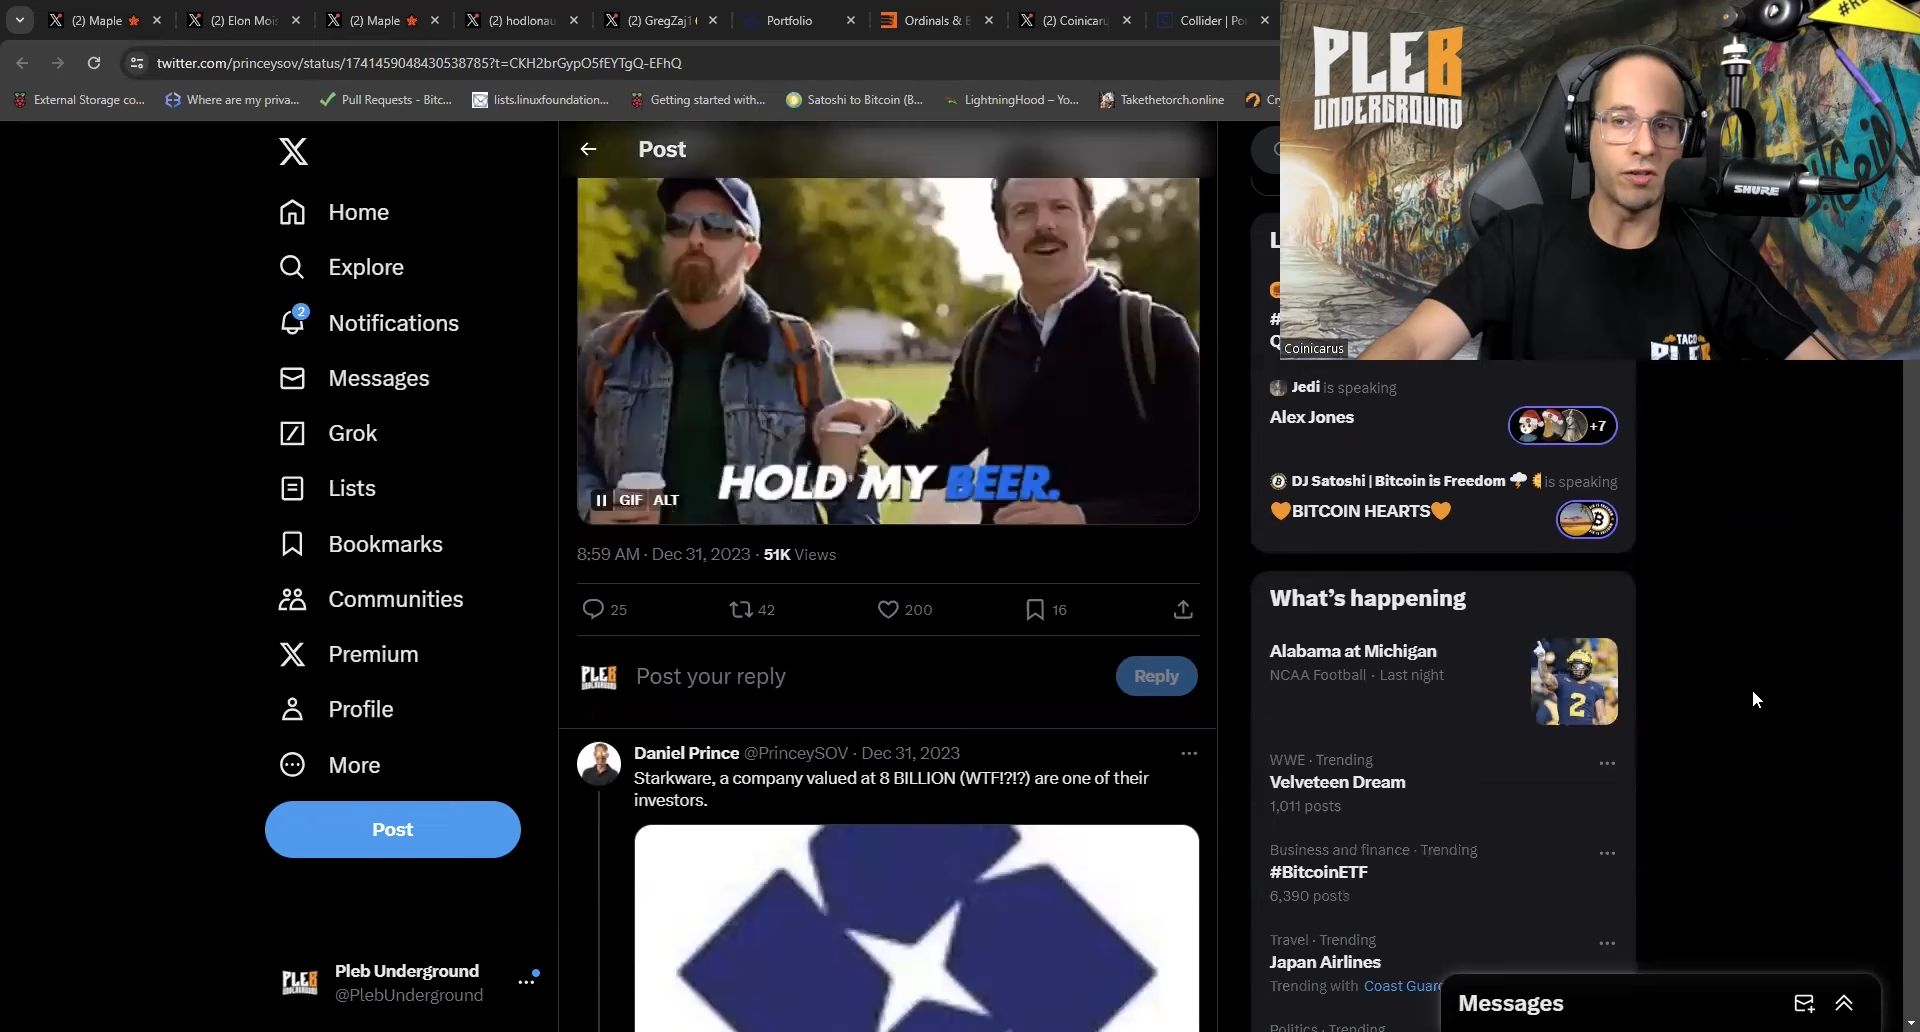 (2) Maple
(2) Elon
(2) Maple
(2) hodlonau
(2) GregZaj1
Portfolio
Ordinals &
(2) Coinicaru
Collider | Po
twitter.com/princeysov/status/1741459048430538785?t=CKH2brGypO5fEYTgQ-EFhQ
External Storage co...
Where are my priva...
Pull Requests - Bitc...
lists.linuxfoundation...
Getting started with...
Satoshi to Bitcoin (B...
LightningHood – Yo...
Takethetorch.online
Cr
PLEB
UNDERGROUND
SHURE
TACO
PLEB
Coinicarus
Post
Home
Explore
2
Notifications
Messages
Grok
Lists
Bookmarks
Communities
Premium
Profile
More
Post
Pleb Underground
@PlebUnderground
HOLD MY BEER.
GIF ALT
8:59 AM · Dec 31, 2023 · 51K Views
25
42
200
16
PLEB
UNDERGROUND
Post your reply
Reply
Daniel Prince @PrinceySOV · Dec 31, 2023
Starkware, a company valued at 8 BILLION (WTF!?!?) are one of their
investors.
L
#
Q
Jedi is speaking
Alex Jones
+7
DJ Satoshi | Bitcoin is Freedom is speaking
BITCOIN HEARTS
What's happening
Alabama at Michigan
NCAA Football · Last night
WWE · Trending
Velveteen Dream
1,011 posts
Business and finance · Trending
#BitcoinETF
6,390 posts
Travel · Trending
Japan Airlines
Trending with Coast Guard
Politics · Trending
Messages